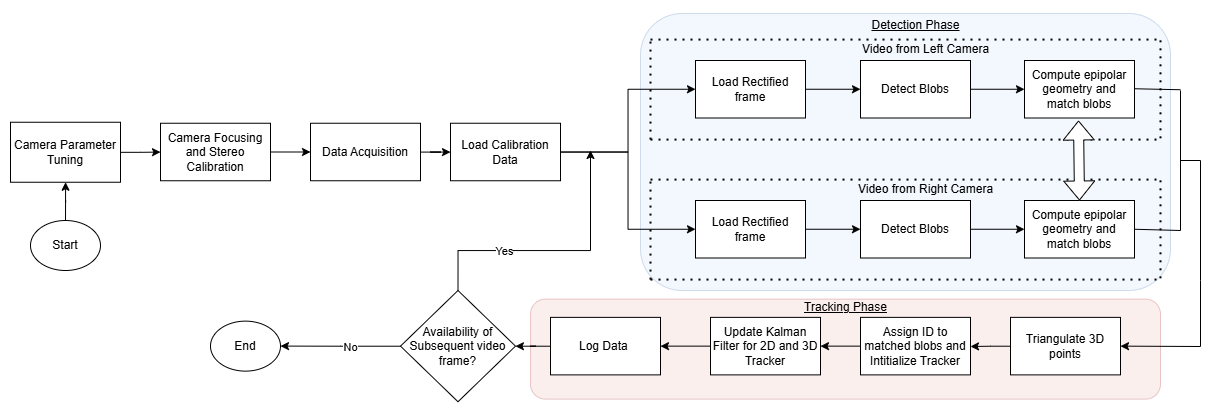 Detection Phase
Video from Left Camera
Load Rectified
frame
Detect Blobs
Compute epipolar
geometry and
match blobs
Camera Parameter
Tuning
Camera Focusing
and Stereo
Calibration
Data Acquisition
Load Calibration
Data
Start
Video from Right Camera
Load Rectified
frame
Detect Blobs
Compute epipolar
geometry and
match blobs
Yes
Tracking Phase
Triangulate 3D
points
Assign ID to
matched blobs and
Intitialize Tracker
Update Kalman
Filter for 2D and 3D
Tracker
Log Data
Availability of
Subsequent video
frame?
No
End